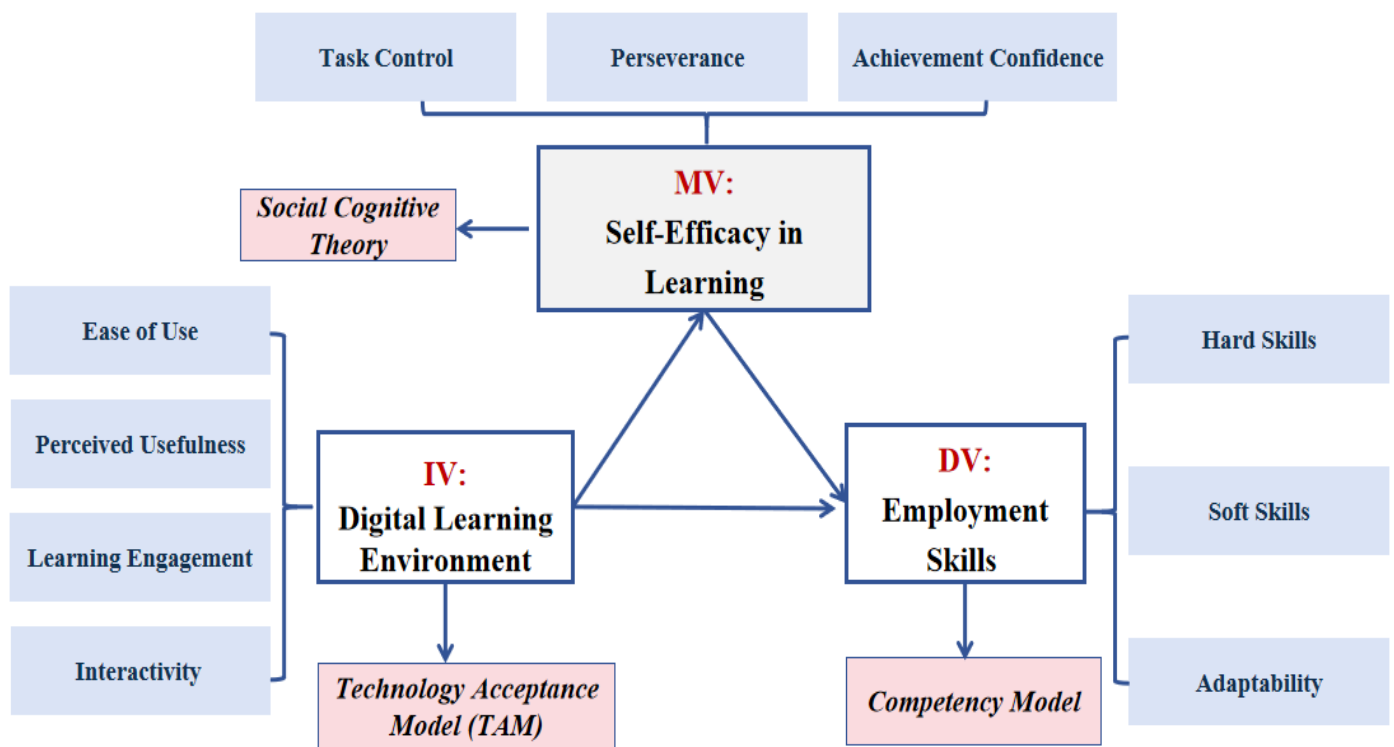 Task Control
Perseverance
Achievement Confidence
MV:
Self-Efficacy in
Learning
Social Cognitive
Theory
Ease of Use
Perceived Usefulness
Learning Engagement
Interactivity
IV:
Digital Learning
Environment
DV:
Employment
Skills
Hard Skills
Soft Skills
Adaptability
Technology Acceptance
Model (TAM)
Competency Model